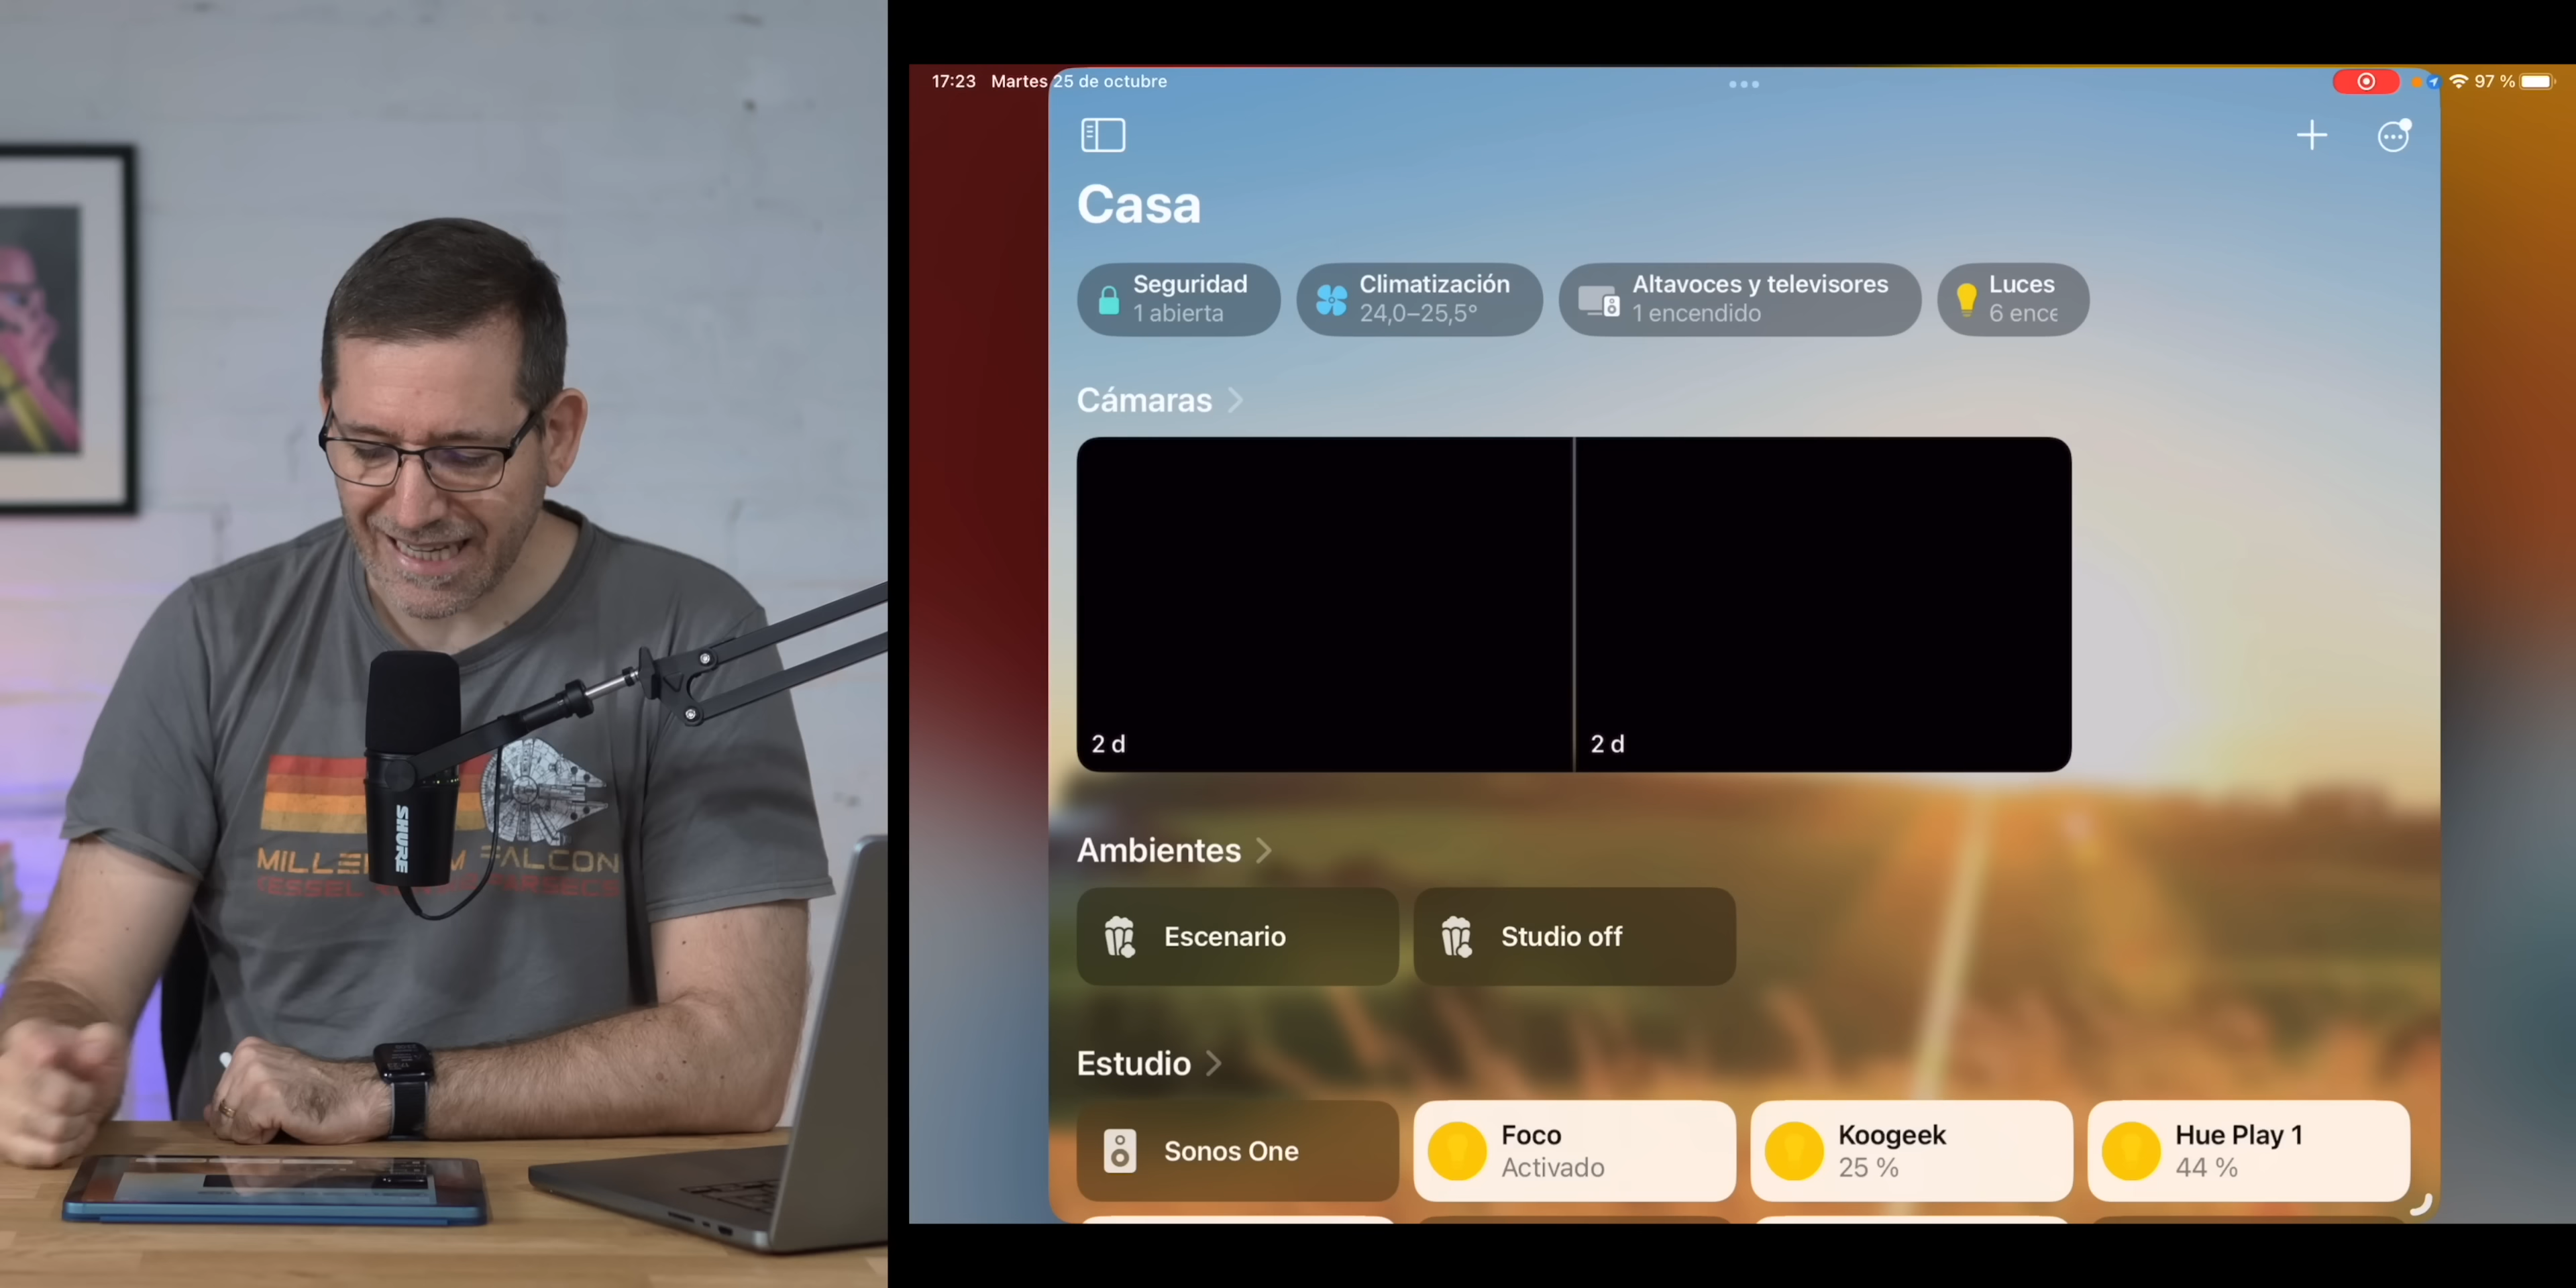 17:23 Martes 25 de octubre
97 %
Casa
Seguridad
1 abierta
Climatización
24,0–25,5°
Altavoces y televisores
1 encendido
Luces
6 ence
Cámaras
2 d
2 d
Ambientes
Escenario
Studio off
Estudio
Sonos One
Foco
Activado
Koogeek
25 %
Hue Play 1
44 %
SHURE
FALCON